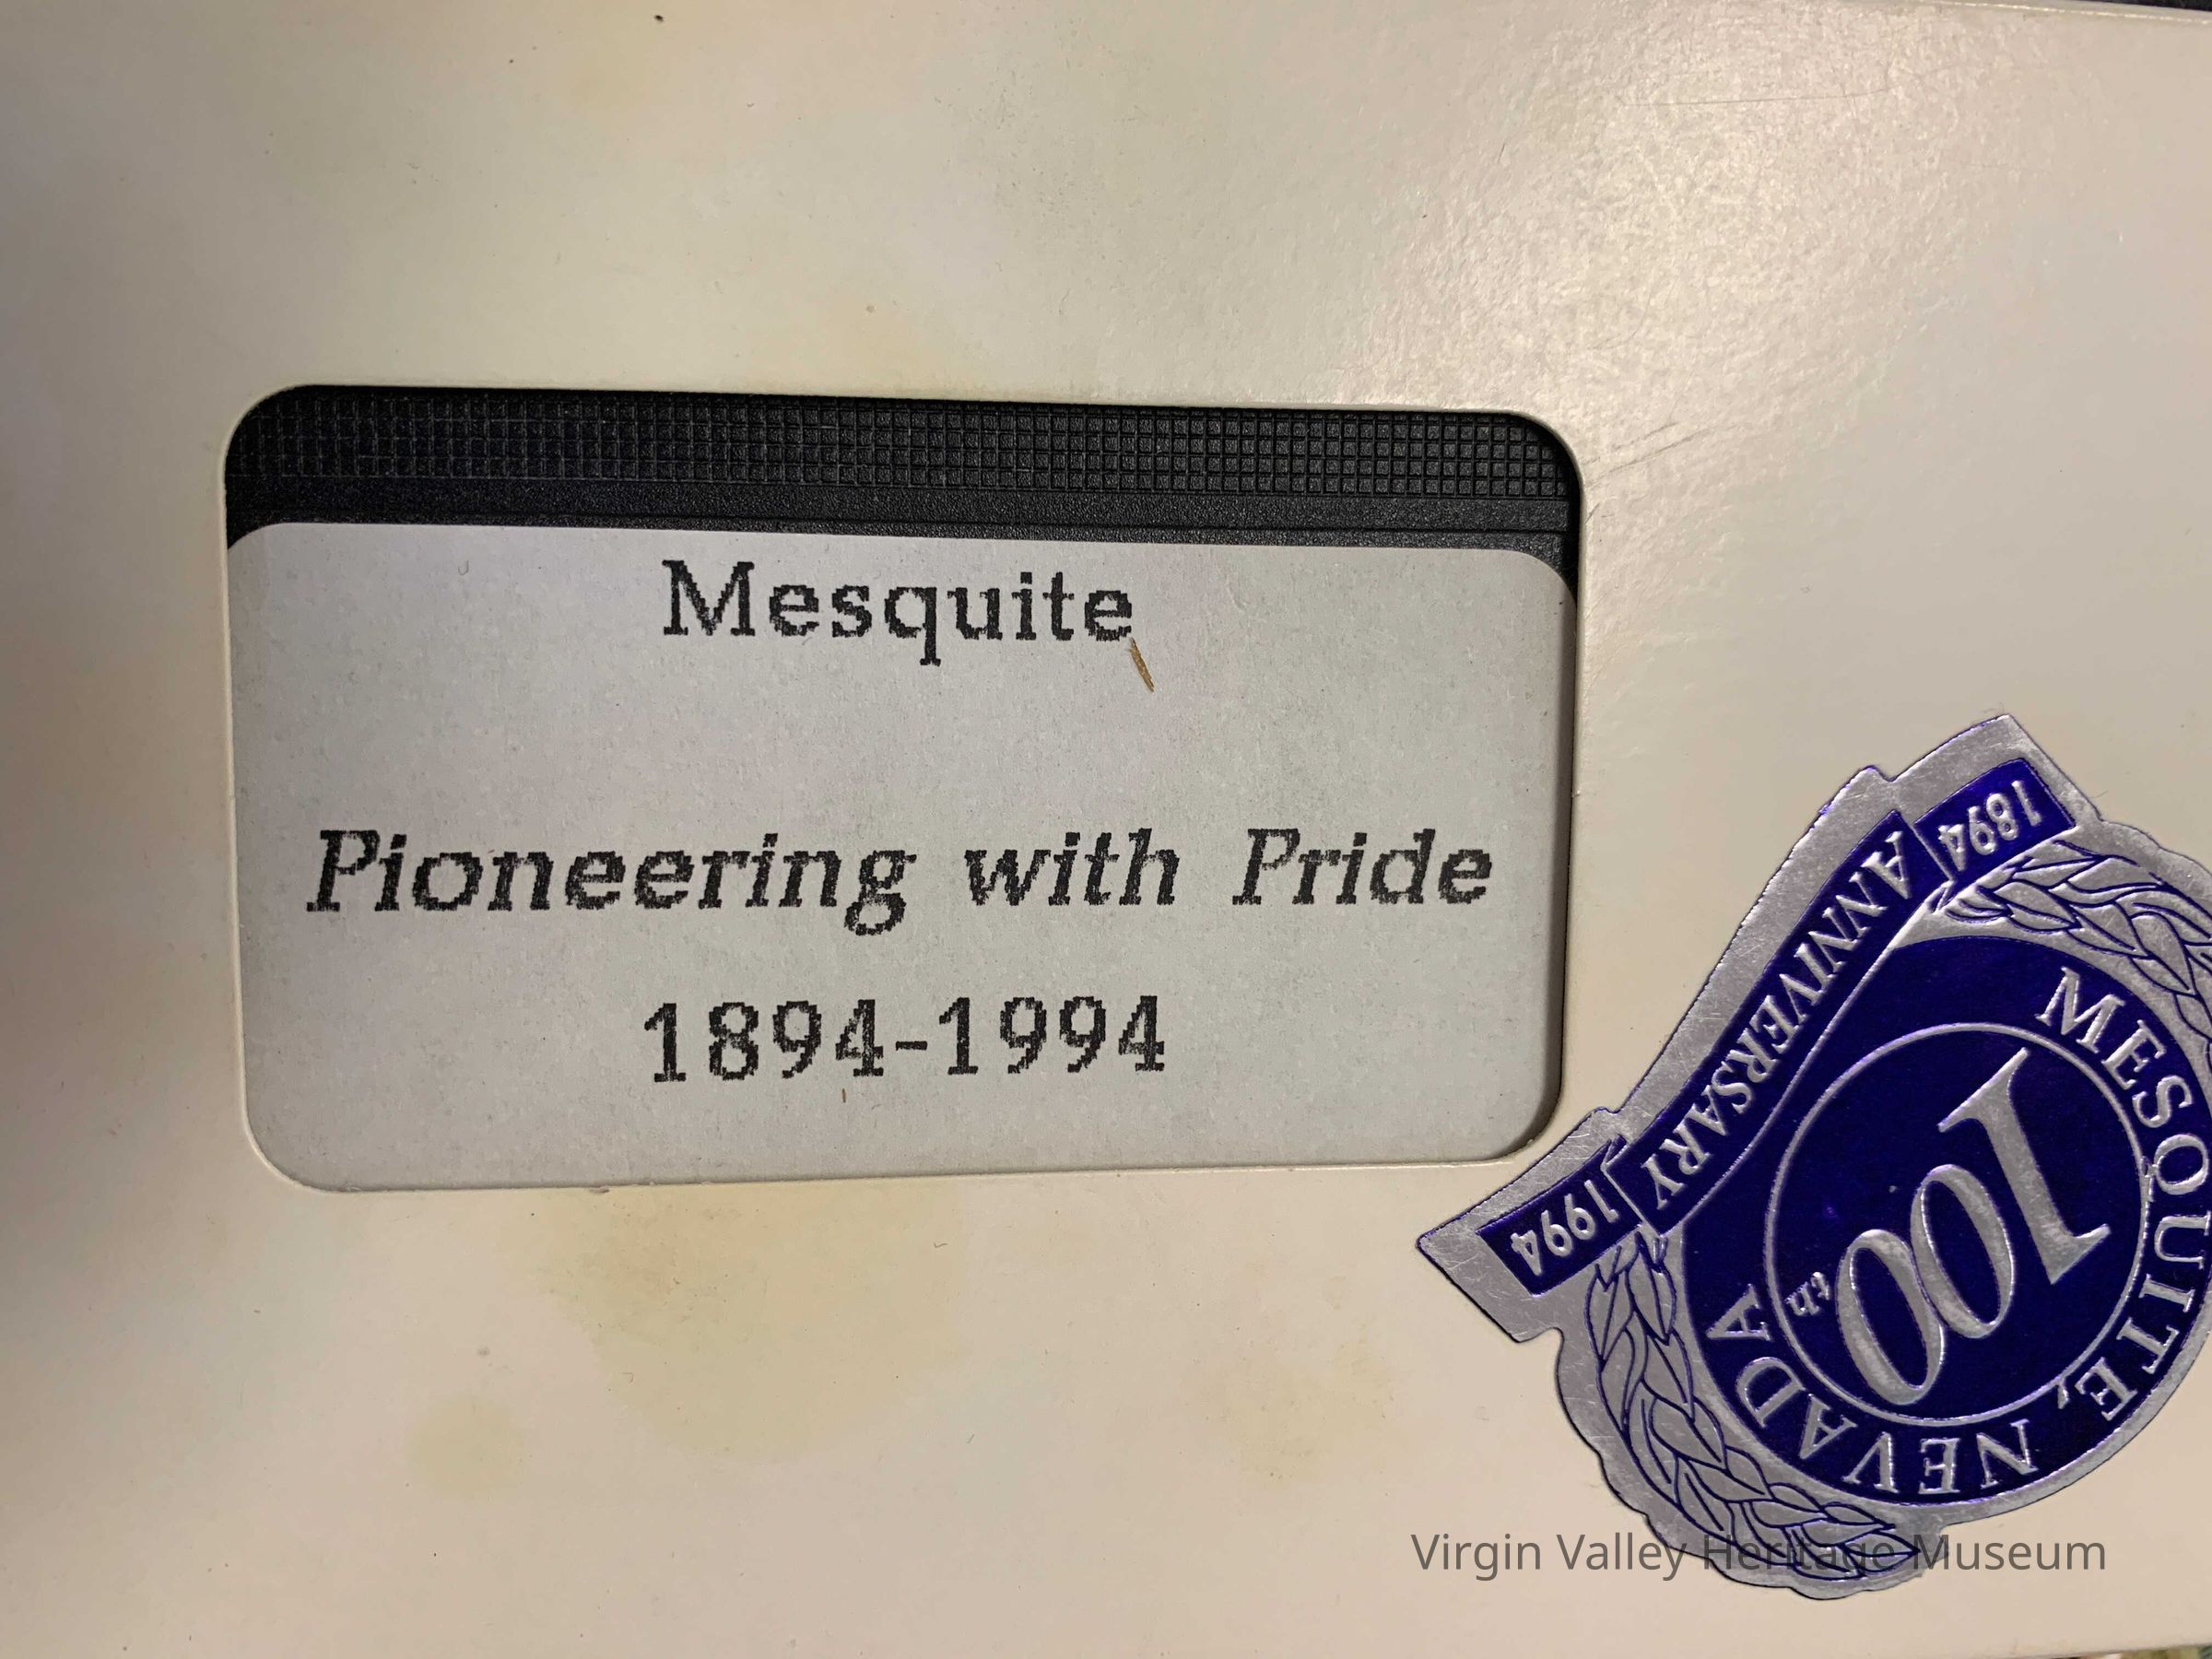 Mesquite
Pioneering with Pride
1894-1994
1894
ANNIVERSARY
1994
MESQUITE, NEVADA
100th
Virgin Valley Heritage Museum